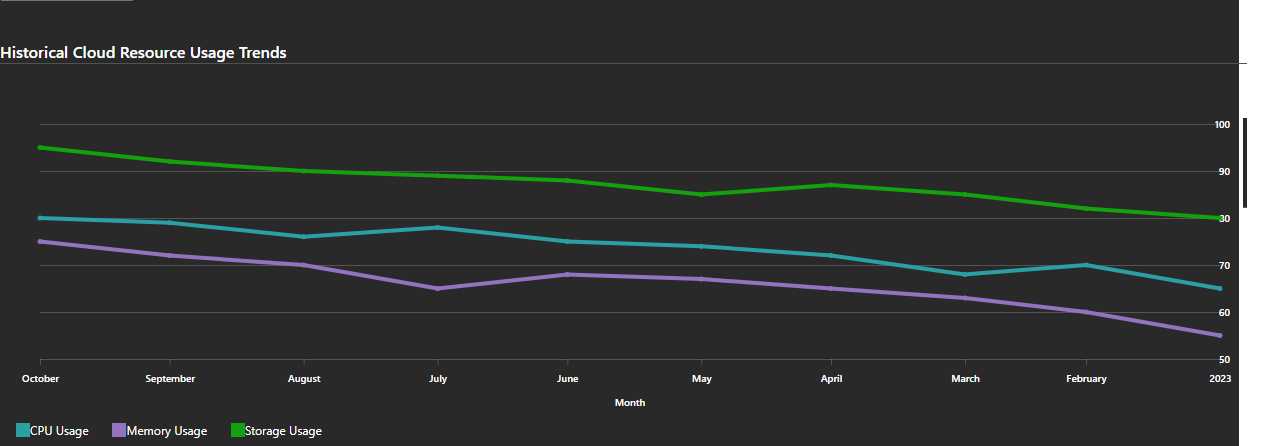 Historical Cloud Resource Usage Trends
100
90
80
70
60
50
October September August July June May April March February 2023
Month
CPU Usage Memory Usage Storage Usage